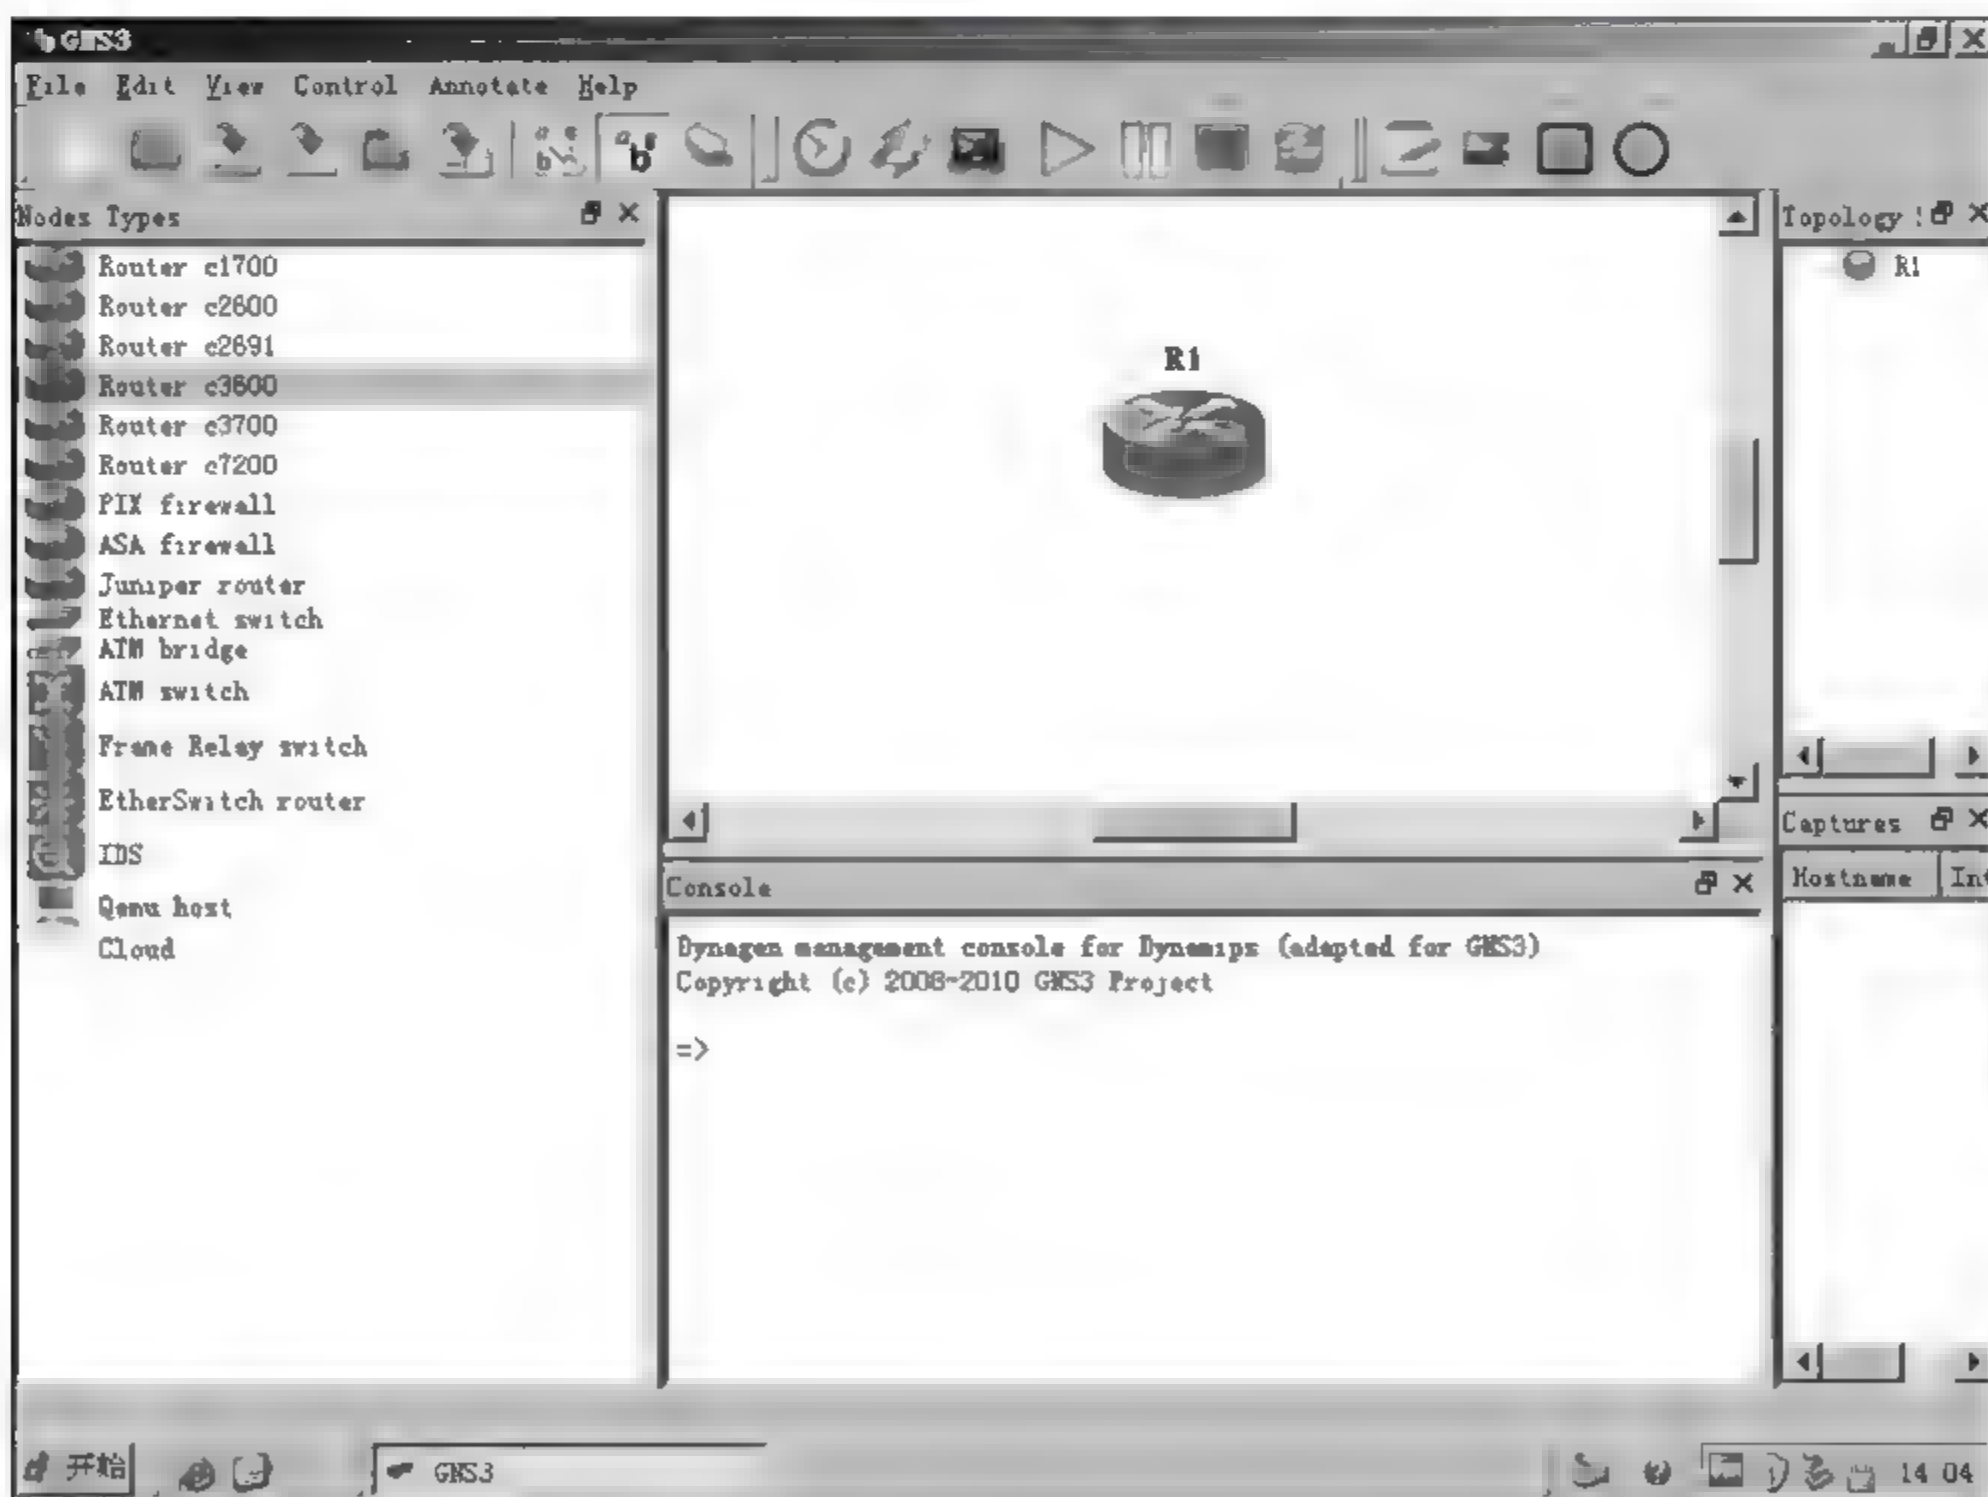 GNS3
File Edit View Control Annotate Help
Nodes Types
Router c1700
Router c2600
Router c2691
Router c3600
Router c3700
Router c7200
PIX firewall
ASA firewall
Juniper router
Ethernet switch
ATM bridge
ATM switch
Frame Relay switch
EtherSwitch router
IDS
Qemu host
Cloud
R1
Topology
R1
Captures
Hostname Int
Console
Dynagen management console for Dynamips (adapted for GNS3)
Copyright (c) 2006-2010 GNS3 Project
=>
开始
GNS3
14 04